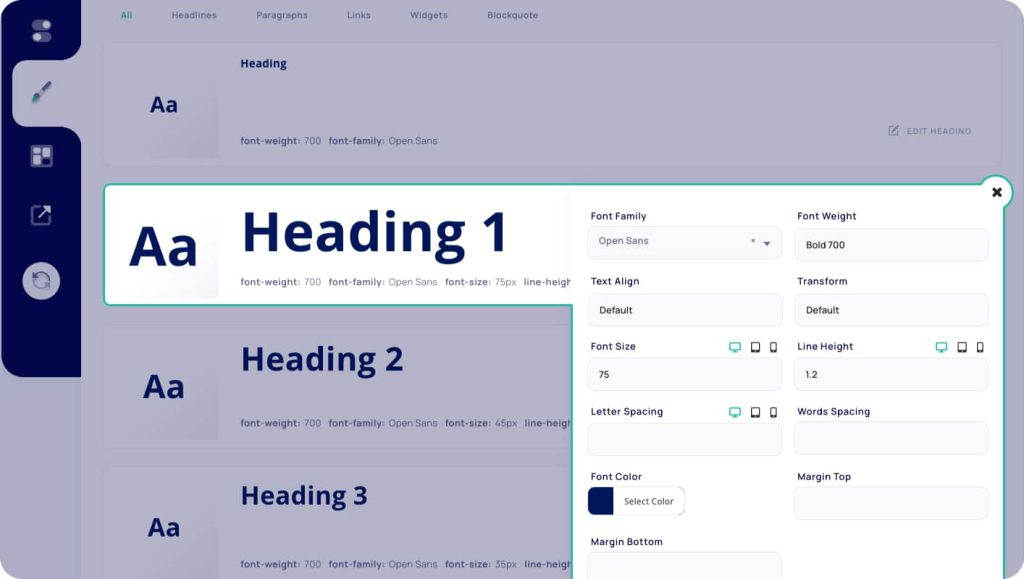 All Headlines Paragraphs Links Widgets Blockquote
Heading
Aa
font-weight: 700 font-family: Open Sans
EDIT HEADING
Aa
Heading 1
font-weight: 700 font-family: Open Sans font-size: 75px line-heigh
Font Family
Open Sans
Font Weight
Bold 700
Text Align
Default
Transform
Default
Font Size
75
Line Height
1.2
Letter Spacing
Words Spacing
Font Color
Select Color
Margin Top
Margin Bottom
Aa
Heading 2
font-weight: 700 font-family: Open Sans font-size: 45px line-heigh
Aa
Heading 3
font-weight: 700 font-family: Open Sans font-size: 35px line-heigh